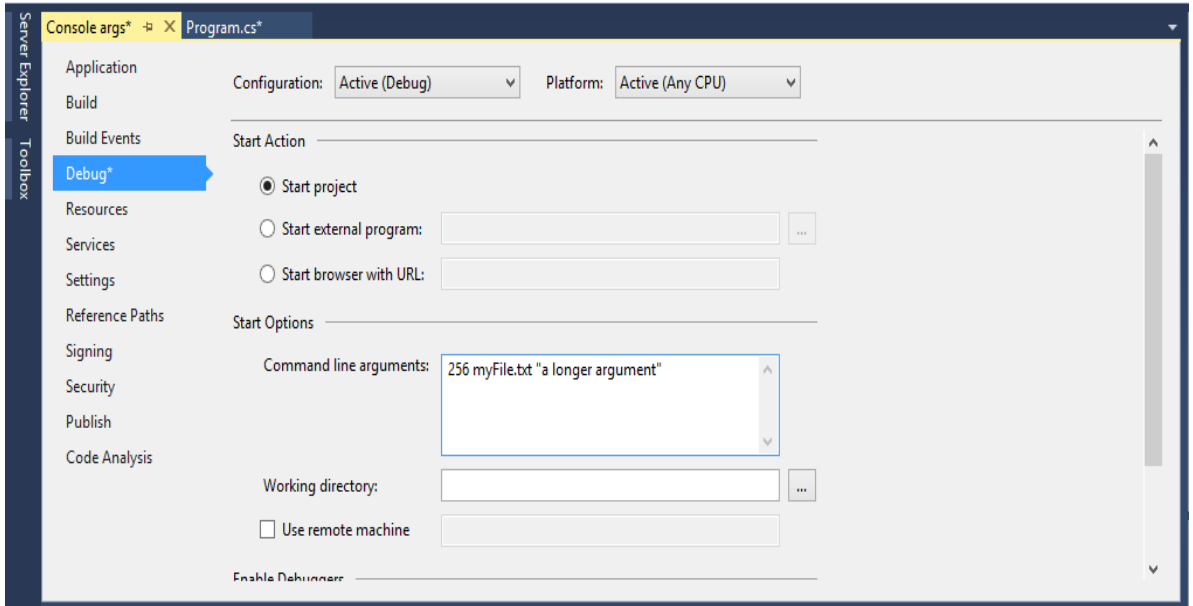 Server Explorer
Toolbox
Console args* Program.cs*
Application
Build
Build Events
Debug*
Resources
Services
Settings
Reference Paths
Signing
Security
Publish
Code Analysis
Configuration: Active (Debug) Platform: Active (Any CPU)
Start Action
Start project
Start external program: ...
Start browser with URL:
Start Options
Command line arguments: 256 myFile.txt "a longer argument"
Working directory: ...
Use remote machine
Enable Debuggers